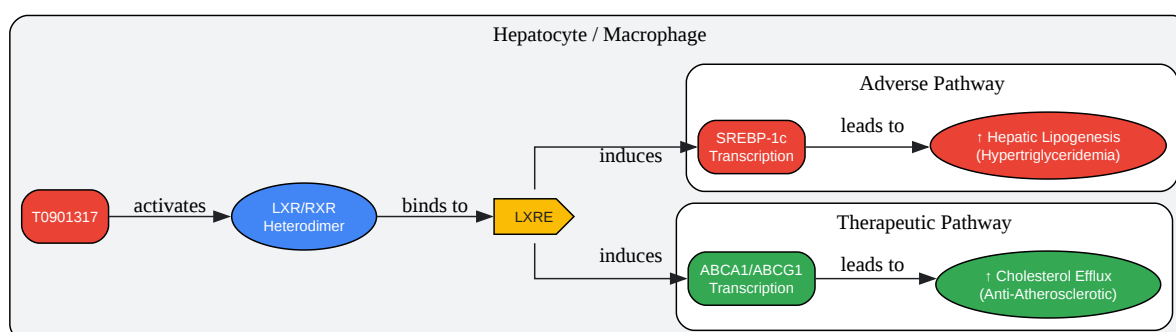 Hepatocyte / Macrophage
Adverse Pathway
SREBP-1c
Transcription
leads to
↑ Hepatic Lipogenesis
(Hypertriglyceridemia)
induces
T0901317
activates
LXR/RXR
Heterodimer
binds to
LXRE
Therapeutic Pathway
induces
ABCA1/ABCG1
Transcription
leads to
↑ Cholesterol Efflux
(Anti-Atherosclerotic)